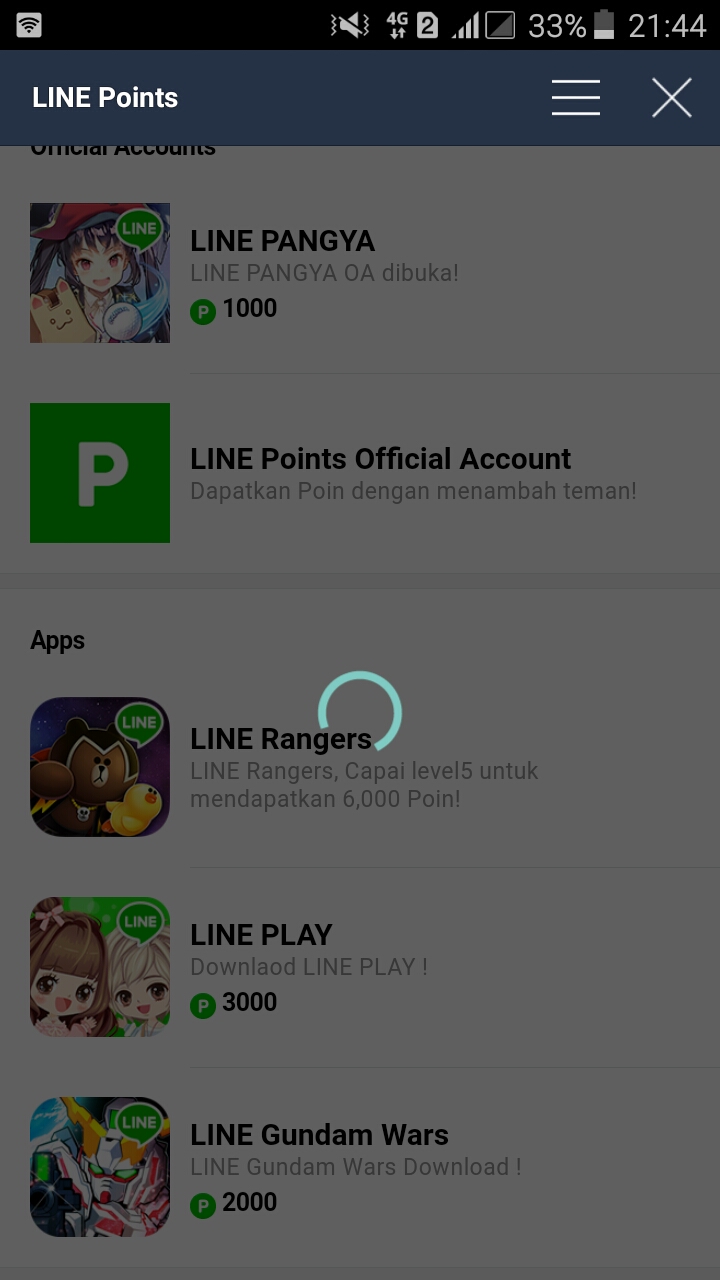 4G 2 33% 21:44
LINE Points
Official Accounts
LINE
LINE PANGYA
LINE PANGYA OA dibuka!
P 1000
P
LINE Points Official Account
Dapatkan Poin dengan menambah teman!
Apps
LINE
LINE Rangers
LINE Rangers, Capai level5 untuk
mendapatkan 6,000 Poin!
LINE
LINE PLAY
Downlaod LINE PLAY !
P 3000
LINE
LINE Gundam Wars
LINE Gundam Wars Download !
P 2000